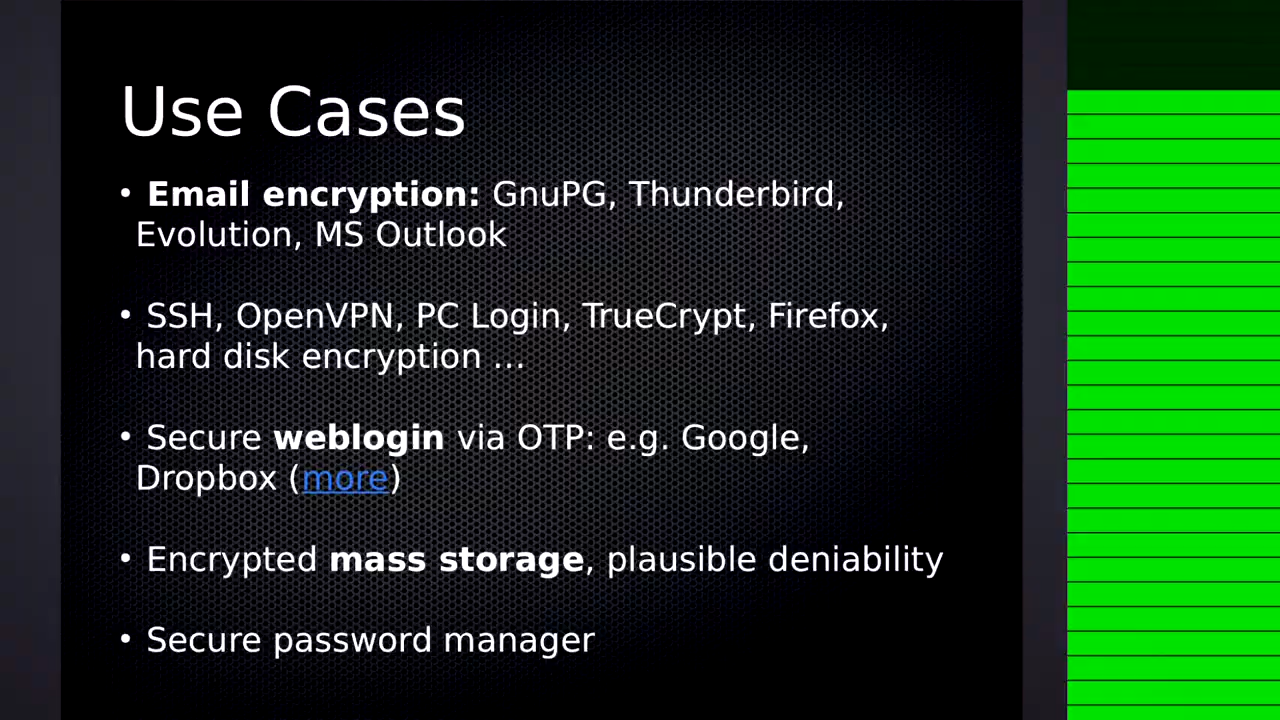 Use Cases
• Email encryption: GnuPG, Thunderbird,
Evolution, MS Outlook
• SSH, OpenVPN, PC Login, TrueCrypt, Firefox,
hard disk encryption ...
• Secure weblogin via OTP: e.g. Google,
Dropbox (more)
• Encrypted mass storage, plausible deniability
• Secure password manager